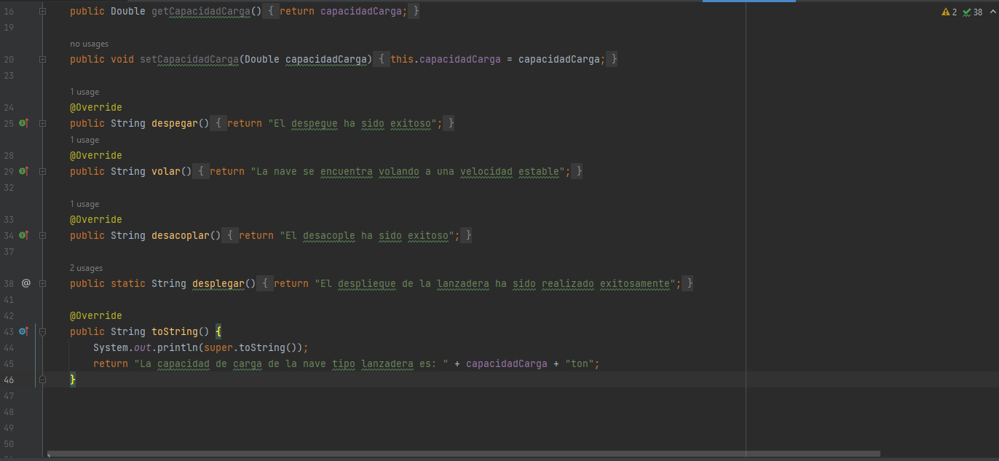 16 public Double getCapacidadCarga() { return capacidadCarga; }
2 38
19
no usages
20 public void setCapacidadCarga(Double capacidadCarga) { this.capacidadCarga = capacidadCarga; }
23
1 usage
24 @Override
25 public String despegar() { return "El despegue ha sido exitoso"; }
1 usage
28 @Override
29 public String volar() { return "La nave se encuentra volando a una velocidad estable"; }
32
1 usage
33 @Override
34 public String desacoplar() { return "El desacople ha sido exitoso"; }
37
2 usages
38 @ public static String desplegar() { return "El despliegue de la lanzadera ha sido realizado exitosamente"; }
41
42 @Override
43 public String toString() {
44 System.out.println(super.toString());
45 return "La capacidad de carga de la nave tipo lanzadera es: " + capacidadCarga + "ton";
46 }
47
48
49
50